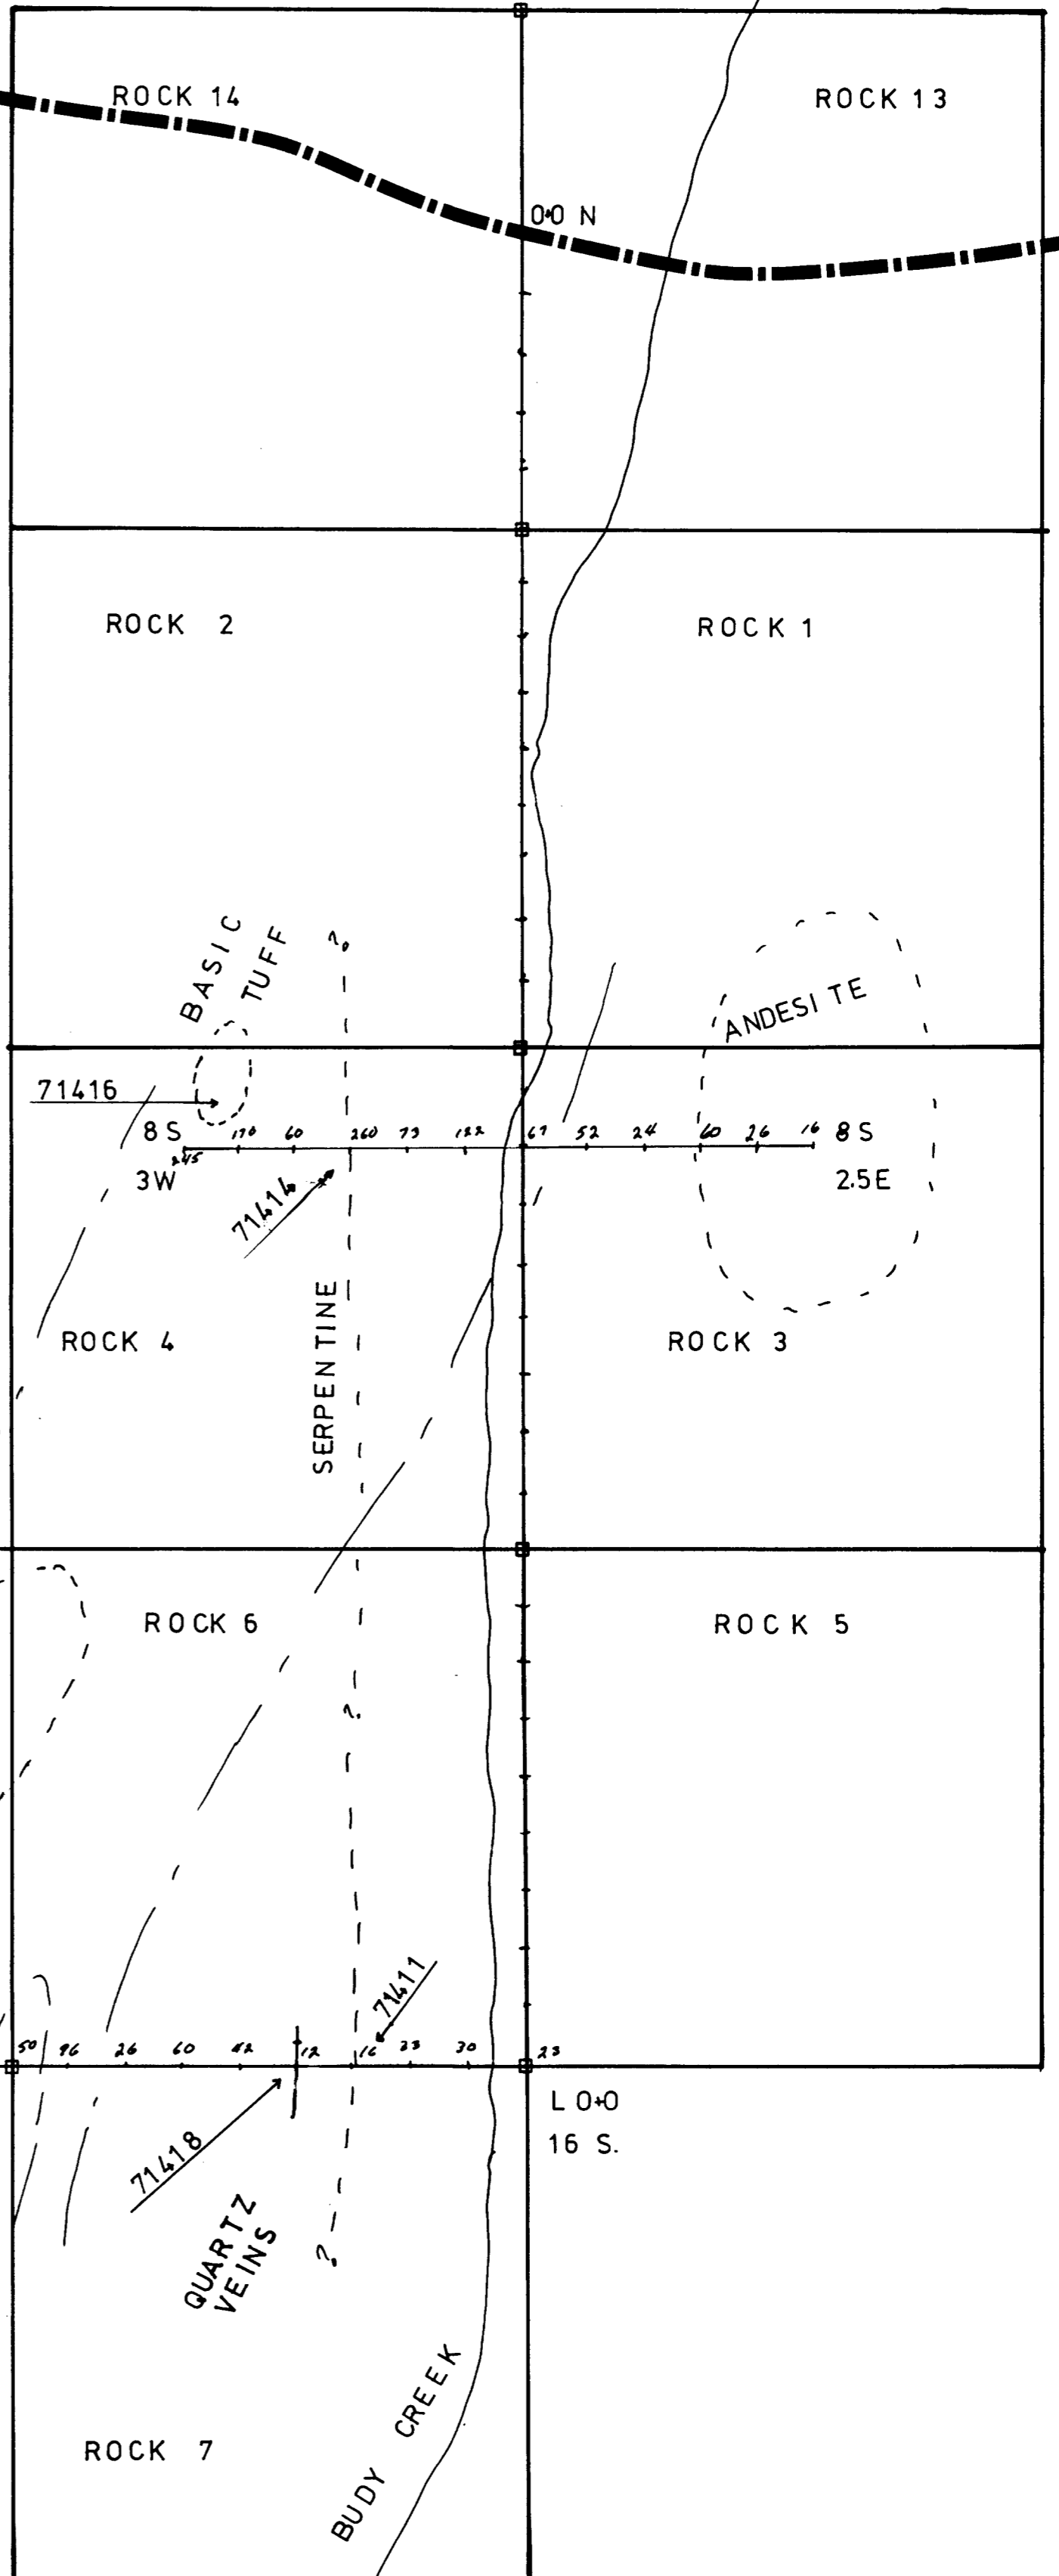 ROCK 14
ROCK 13
0+0 N
ROCK 2
ROCK 1
BASIC
TUFF
?
ANDESITE
71416
8 S
245 170 60 260 73 122 67 52 24 60 26 16
8 S
3W
2.5E
71414
SERPENTINE
ROCK 4
ROCK 3
ROCK 6
ROCK 5
?
71411
50 96 26 60 42 12 16 23 30 23
L 0+0
16 S.
71418
QUARTZ
VEINS
?
BUDY CREEK
ROCK 7